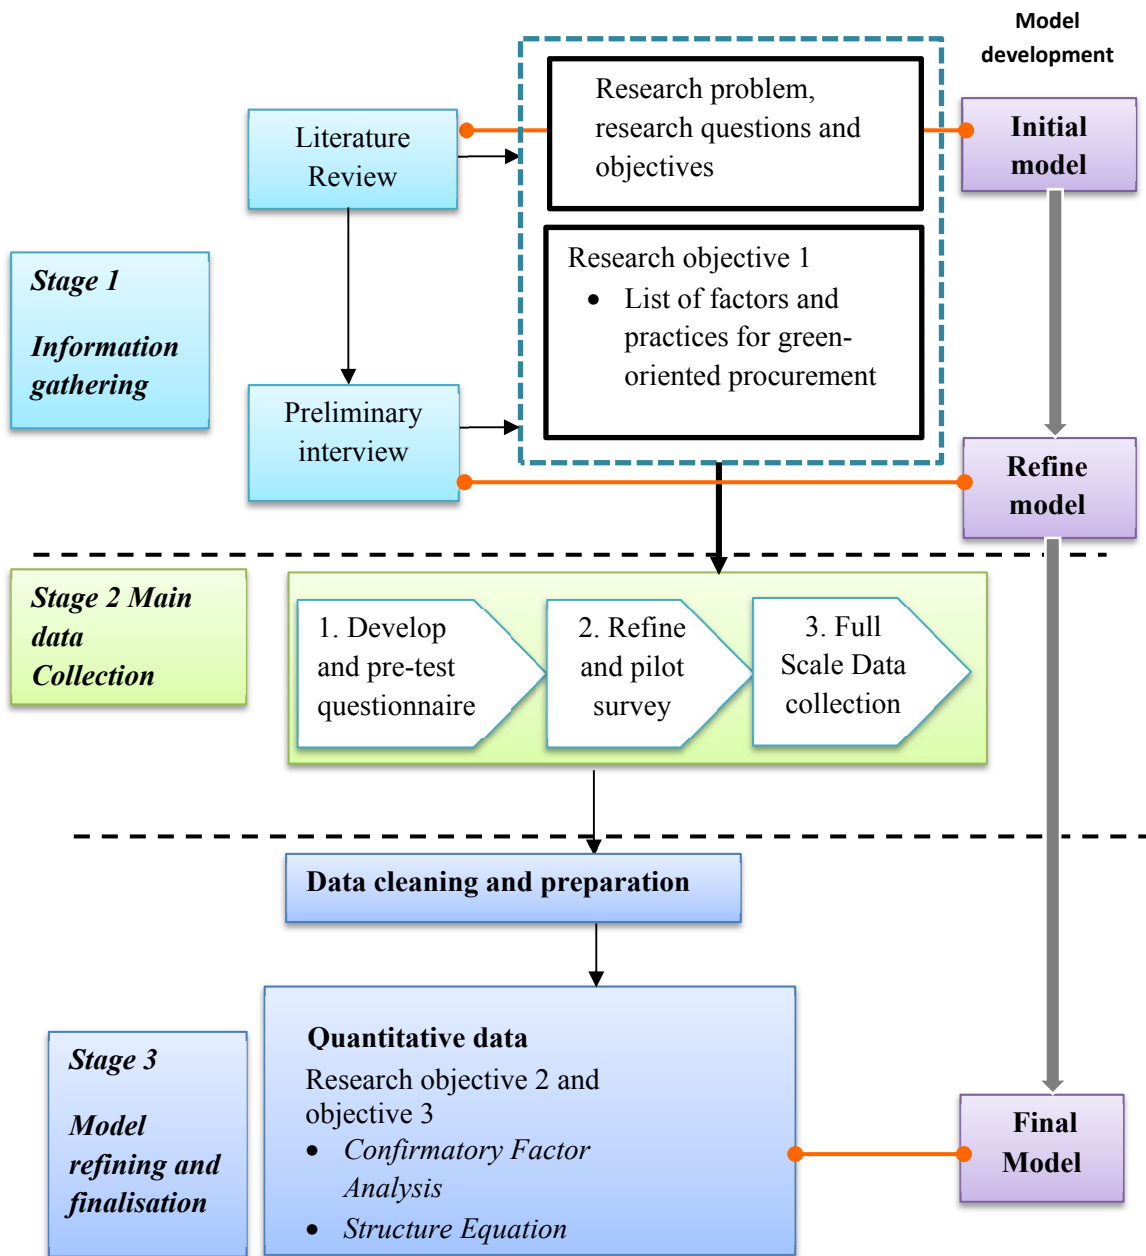 Model
development
Literature
Review
Research problem,
research questions and
objectives
Initial
model
Stage 1
Information
gathering
Research objective 1
• List of factors and
practices for green-
oriented procurement
Preliminary
interview
Refine
model
Stage 2 Main
data
Collection
1. Develop
and pre-test
questionnaire
2. Refine
and pilot
survey
3. Full
Scale Data
collection
Data cleaning and preparation
Stage 3
Model
refining and
finalisation
Quantitative data
Research objective 2 and
objective 3
• Confirmatory Factor
Analysis
• Structure Equation
Final
Model